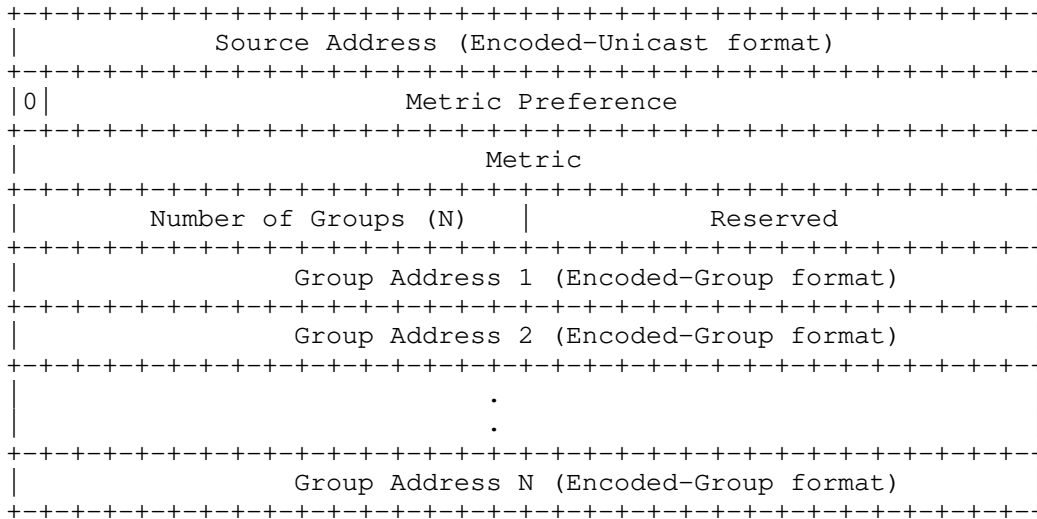 +-+-+-+-+-+-+-+-+-+-+-+-+-+-+-+-+-+-+-+-+-+-+-+-+-+-+-+-+-+-+-+--
|            Source Address (Encoded-Unicast format)
+-+-+-+-+-+-+-+-+-+-+-+-+-+-+-+-+-+-+-+-+-+-+-+-+-+-+-+-+-+-+-+--
|0|                      Metric Preference
+-+-+-+-+-+-+-+-+-+-+-+-+-+-+-+-+-+-+-+-+-+-+-+-+-+-+-+-+-+-+-+--
|                             Metric
+-+-+-+-+-+-+-+-+-+-+-+-+-+-+-+-+-+-+-+-+-+-+-+-+-+-+-+-+-+-+-+--
|        Number of Groups (N)   |           Reserved
+-+-+-+-+-+-+-+-+-+-+-+-+-+-+-+-+-+-+-+-+-+-+-+-+-+-+-+-+-+-+-+--
|                 Group Address 1 (Encoded-Group format)
+-+-+-+-+-+-+-+-+-+-+-+-+-+-+-+-+-+-+-+-+-+-+-+-+-+-+-+-+-+-+-+--
|                 Group Address 2 (Encoded-Group format)
+-+-+-+-+-+-+-+-+-+-+-+-+-+-+-+-+-+-+-+-+-+-+-+-+-+-+-+-+-+-+-+--
|                             .
|                             .
+-+-+-+-+-+-+-+-+-+-+-+-+-+-+-+-+-+-+-+-+-+-+-+-+-+-+-+-+-+-+-+--
|                 Group Address N (Encoded-Group format)
+-+-+-+-+-+-+-+-+-+-+-+-+-+-+-+-+-+-+-+-+-+-+-+-+-+-+-+-+-+-+-+--